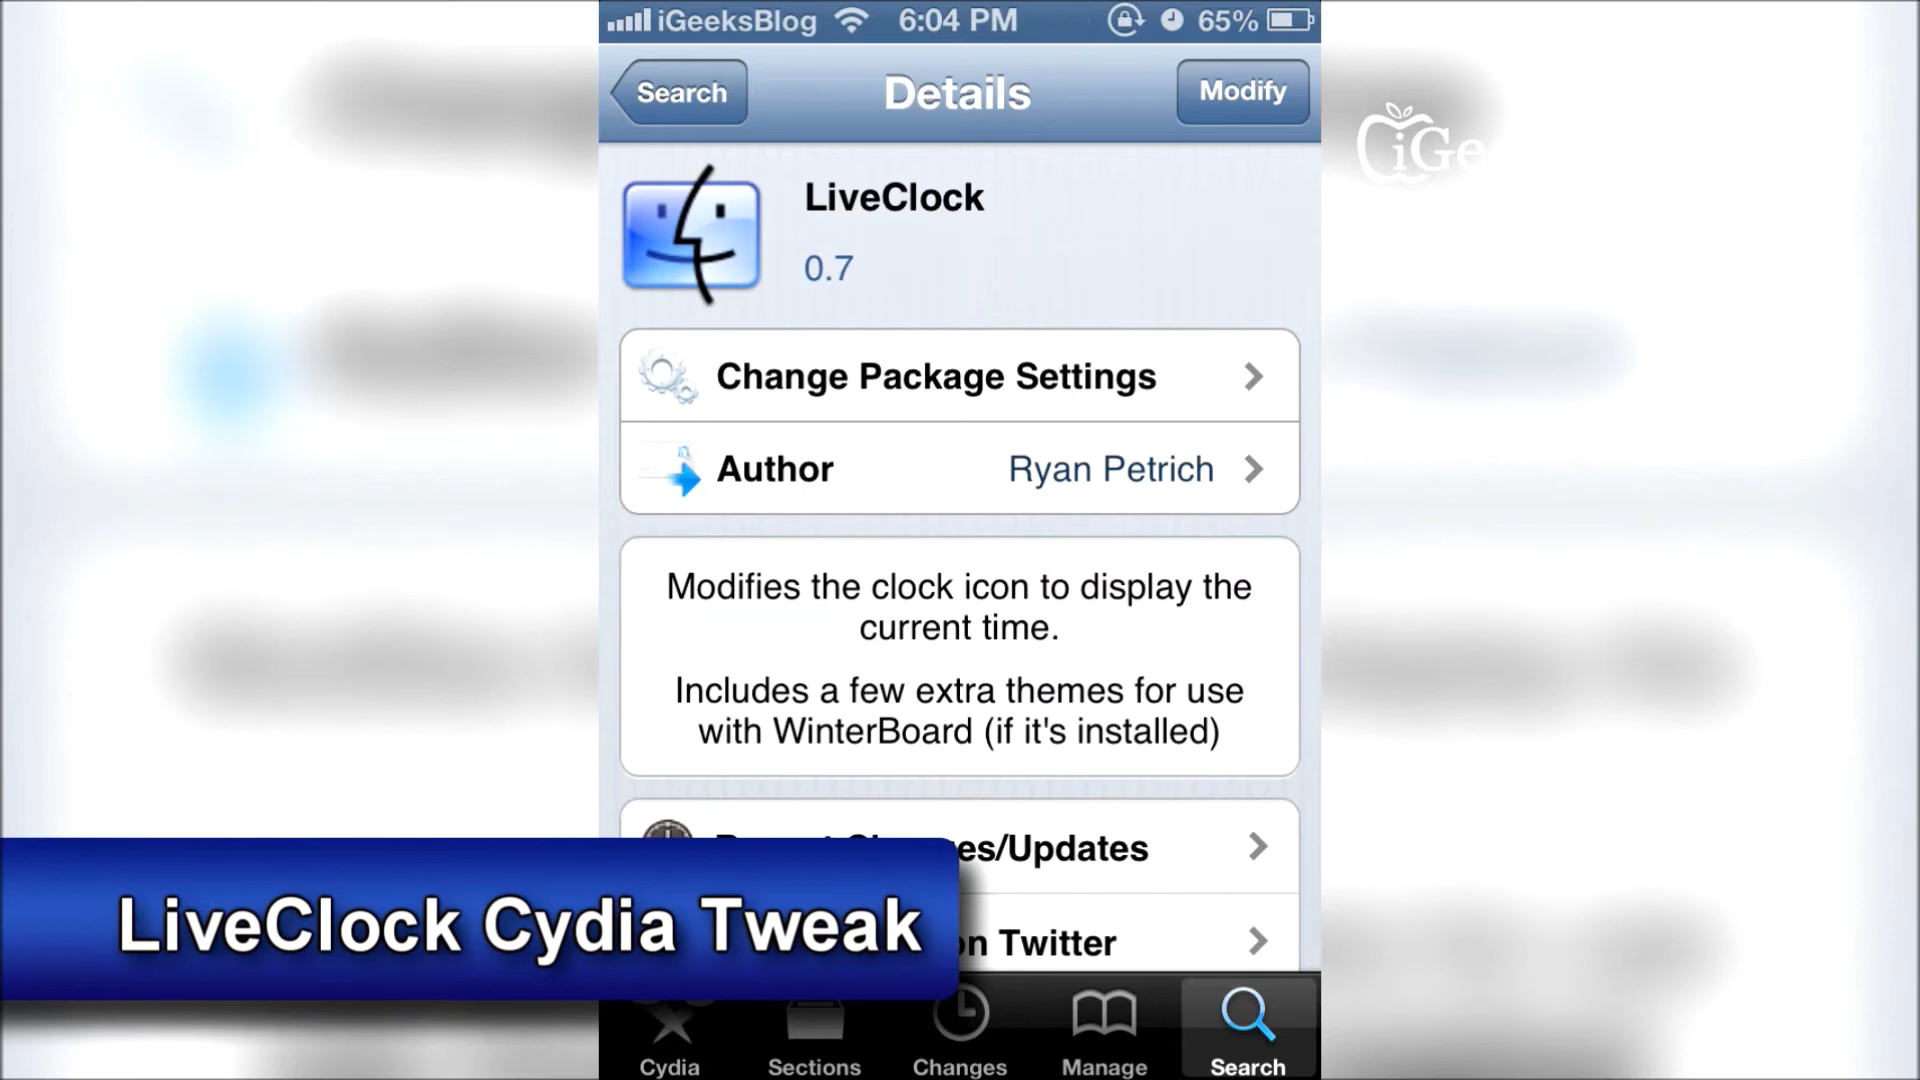 iGeeksBlog 6:04 PM 65%
Search Details Modify
iGe
LiveClock
0.7
Change Package Settings
Author Ryan Petrich
Modifies the clock icon to display the
current time.
Includes a few extra themes for use
with WinterBoard (if it's installed)
es/Updates
LiveClock Cydia Tweak
on Twitter
Cydia Sections Changes Manage Search